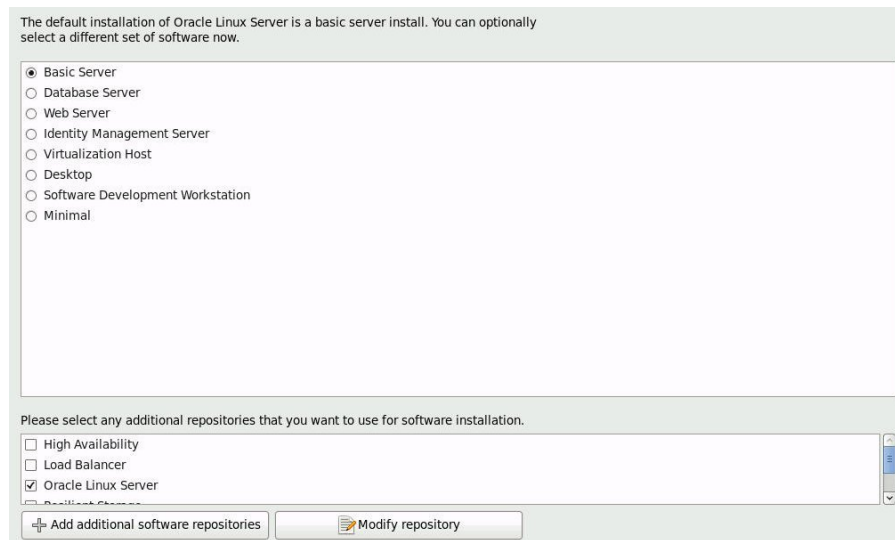 The default installation of Oracle Linux Server is a basic server install. You can optionally
select a different set of software now.
Basic Server
Database Server
Web Server
Identity Management Server
Virtualization Host
Desktop
Software Development Workstation
Minimal
Please select any additional repositories that you want to use for software installation.
High Availability
Load Balancer
Oracle Linux Server
Resilient Storage
Add additional software repositories
Modify repository